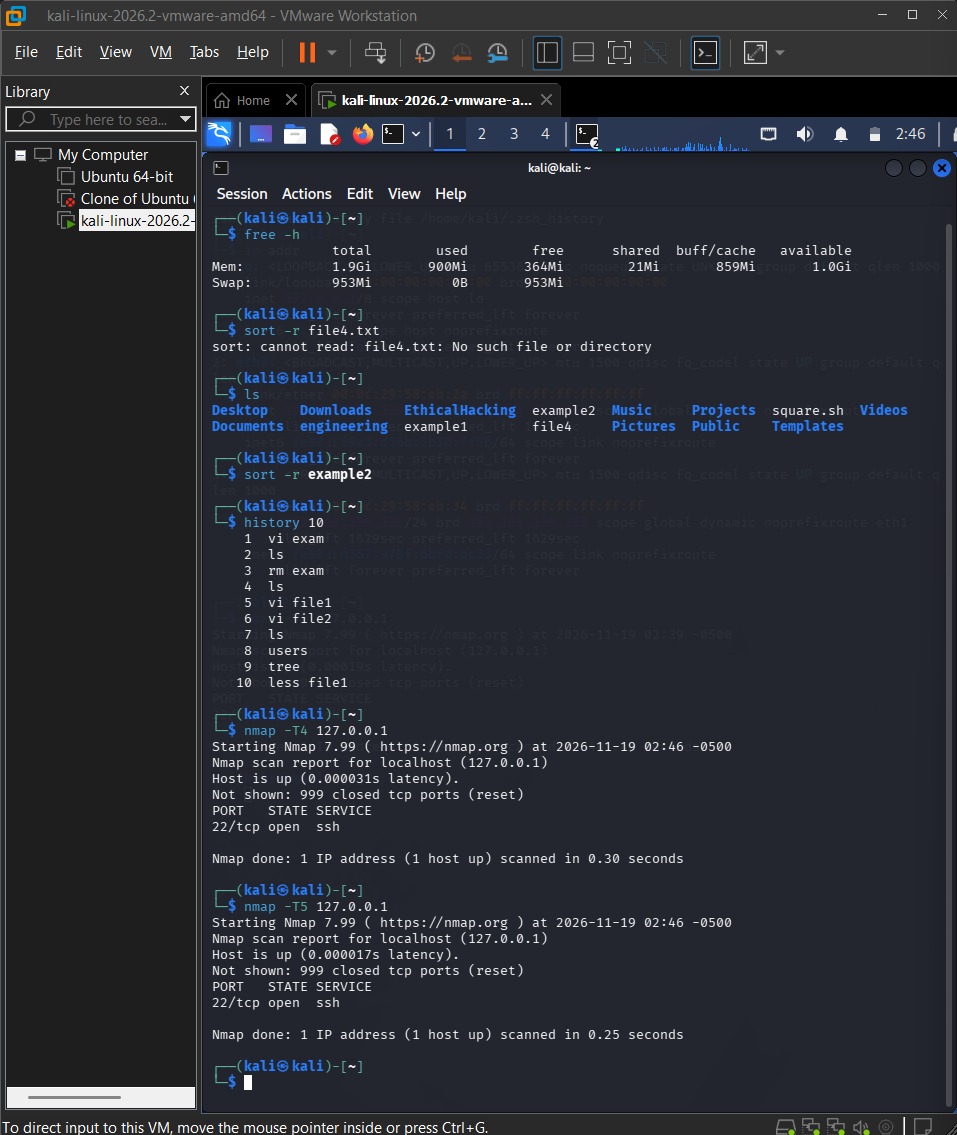 kali-linux-2026.2-vmware-amd64 - VMware Workstation
File Edit View VM Tabs Help
Library
Home
kali-linux-2026.2-vmware-a...
Type here to sea...
1 2 3 4
2
2:46
My Computer
Ubuntu 64-bit
Clone of Ubuntu
kali-linux-2026.2-
kali@kali: ~
Session Actions Edit View Help
┌──(kali㉿kali)-[~]
└─$ free -h
total used free shared buff/cache available
Mem: 1.9Gi 900Mi 364Mi 21Mi 859Mi 1.0Gi
Swap: 953Mi 0B 953Mi
┌──(kali㉿kali)-[~]
└─$ sort -r file4.txt
sort: cannot read: file4.txt: No such file or directory
┌──(kali㉿kali)-[~]
└─$ ls
Desktop Downloads EthicalHacking example2 Music Projects square.sh Videos
Documents engineering example1 file4 Pictures Public Templates
┌──(kali㉿kali)-[~]
└─$ sort -r example2
┌──(kali㉿kali)-[~]
└─$ history 10
1 vi exam
2 ls
3 rm exam
4 ls
5 vi file1
6 vi file2
7 ls
8 users
9 tree
10 less file1
┌──(kali㉿kali)-[~]
└─$ nmap -T4 127.0.0.1
Starting Nmap 7.99 ( https://nmap.org ) at 2026-11-19 02:46 -0500
Nmap scan report for localhost (127.0.0.1)
Host is up (0.000031s latency).
Not shown: 999 closed tcp ports (reset)
PORT STATE SERVICE
22/tcp open ssh
Nmap done: 1 IP address (1 host up) scanned in 0.30 seconds
┌──(kali㉿kali)-[~]
└─$ nmap -T5 127.0.0.1
Starting Nmap 7.99 ( https://nmap.org ) at 2026-11-19 02:46 -0500
Nmap scan report for localhost (127.0.0.1)
Host is up (0.000017s latency).
Not shown: 999 closed tcp ports (reset)
PORT STATE SERVICE
22/tcp open ssh
Nmap done: 1 IP address (1 host up) scanned in 0.25 seconds
┌──(kali㉿kali)-[~]
└─$
To direct input to this VM, move the mouse pointer inside or press Ctrl+G.